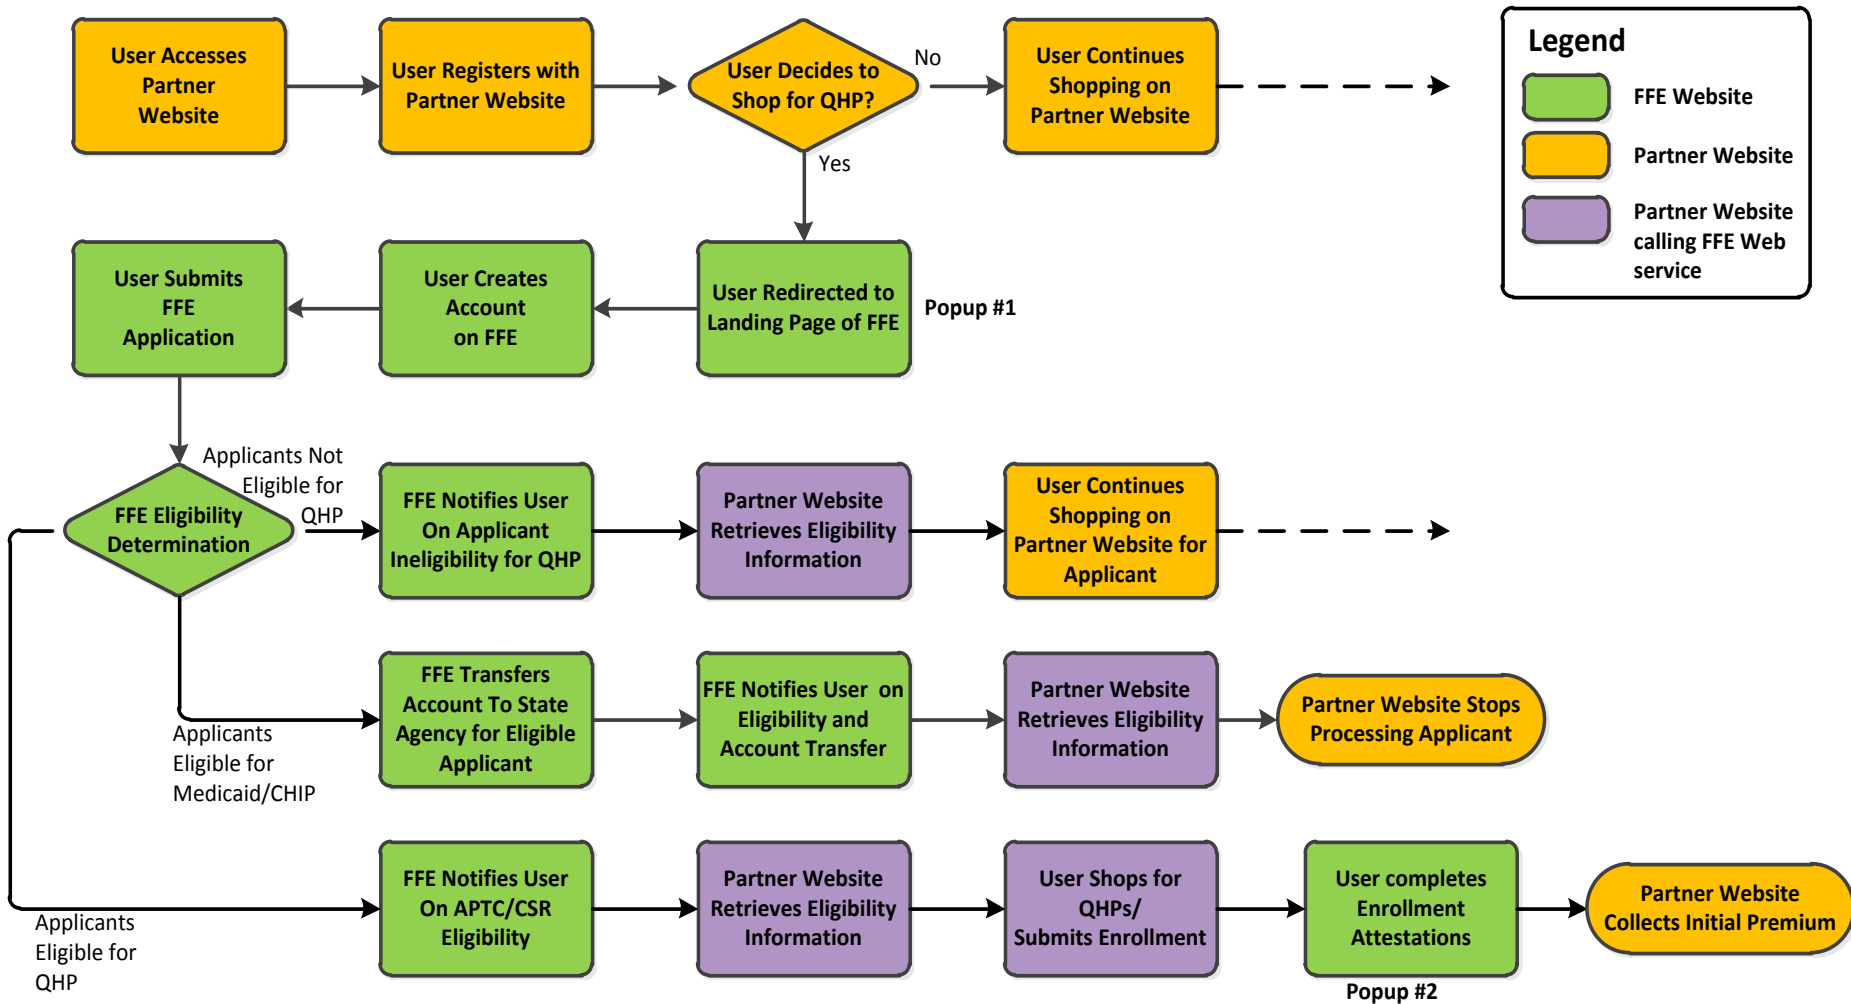 User Accesses
Partner
Website
User Registers with
Partner Website
User Decides to
Shop for QHP?
No
Yes
User Continues
Shopping on
Partner Website
Legend
FFE Website
Partner Website
Partner Website
calling FFE Web
service
User Submits
FFE
Application
User Creates
Account
on FFE
User Redirected to
Landing Page of FFE
Popup #1
FFE Eligibility
Determination
Applicants Not
Eligible for
QHP
FFE Notifies User
On Applicant
Ineligibility for QHP
Partner Website
Retrieves Eligibility
Information
User Continues
Shopping on
Partner Website for
Applicant
Applicants
Eligible for
Medicaid/CHIP
FFE Transfers
Account To State
Agency for Eligible
Applicant
FFE Notifies User on
Eligibility and
Account Transfer
Partner Website
Retrieves Eligibility
Information
Partner Website Stops
Processing Applicant
Applicants
Eligible for
QHP
FFE Notifies User
On APTC/CSR
Eligibility
Partner Website
Retrieves Eligibility
Information
User Shops for
QHPs/
Submits Enrollment
User completes
Enrollment
Attestations
Popup #2
Partner Website
Collects Initial Premium